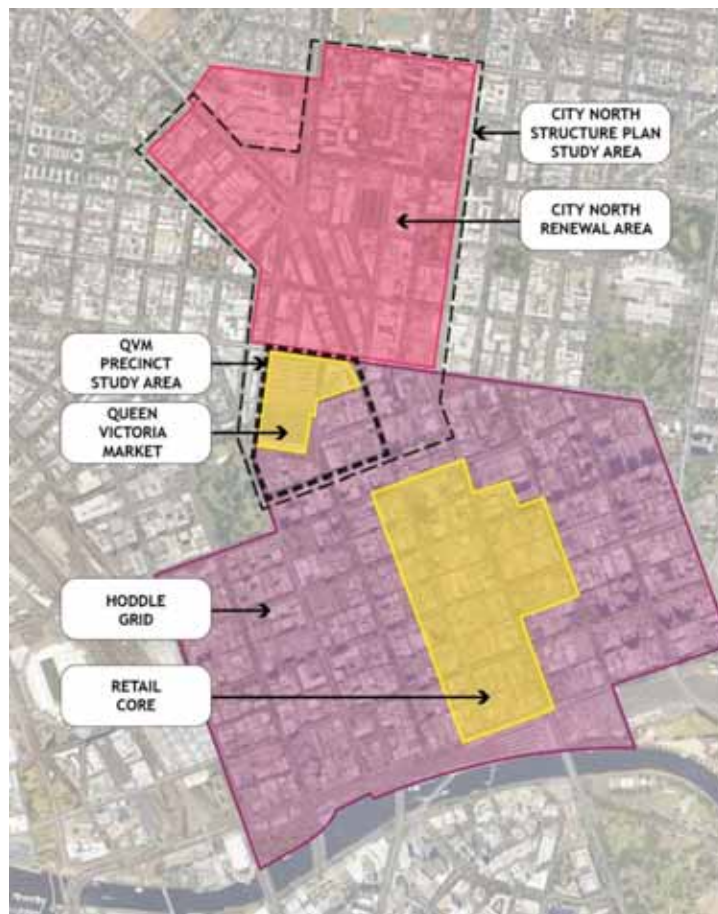 CITY NORTH
STRUCTURE PLAN
STUDY AREA
CITY NORTH
RENEWAL AREA
QVM
PRECINCT
STUDY AREA
QUEEN
VICTORIA
MARKET
HODDLE
GRID
RETAIL
CORE